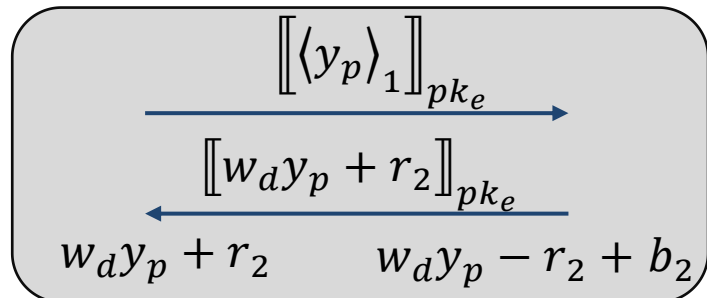 ⟦⟨y_p⟩_1⟧_{pk_e}
⟦w_d y_p + r_2⟧_{pk_e}
w_d y_p + r_2 w_d y_p − r_2 + b_2